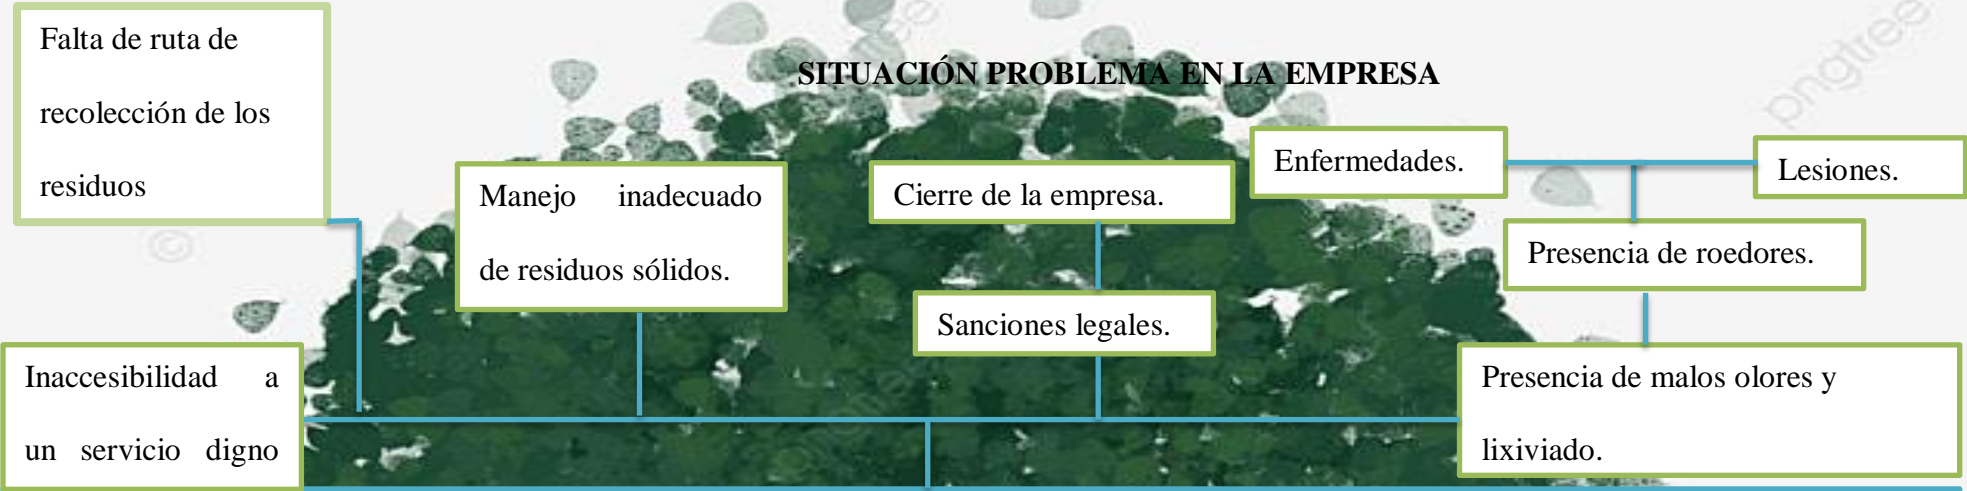 SITUACIÓN PROBLEMA EN LA EMPRESA
Falta de ruta de
recolección de los
residuos
Manejo inadecuado
de residuos sólidos.
Cierre de la empresa.
Enfermedades.
Lesiones.
Presencia de roedores.
Sanciones legales.
Inaccesibilidad a
un servicio digno
Presencia de malos olores y
lixiviado.
pngtree